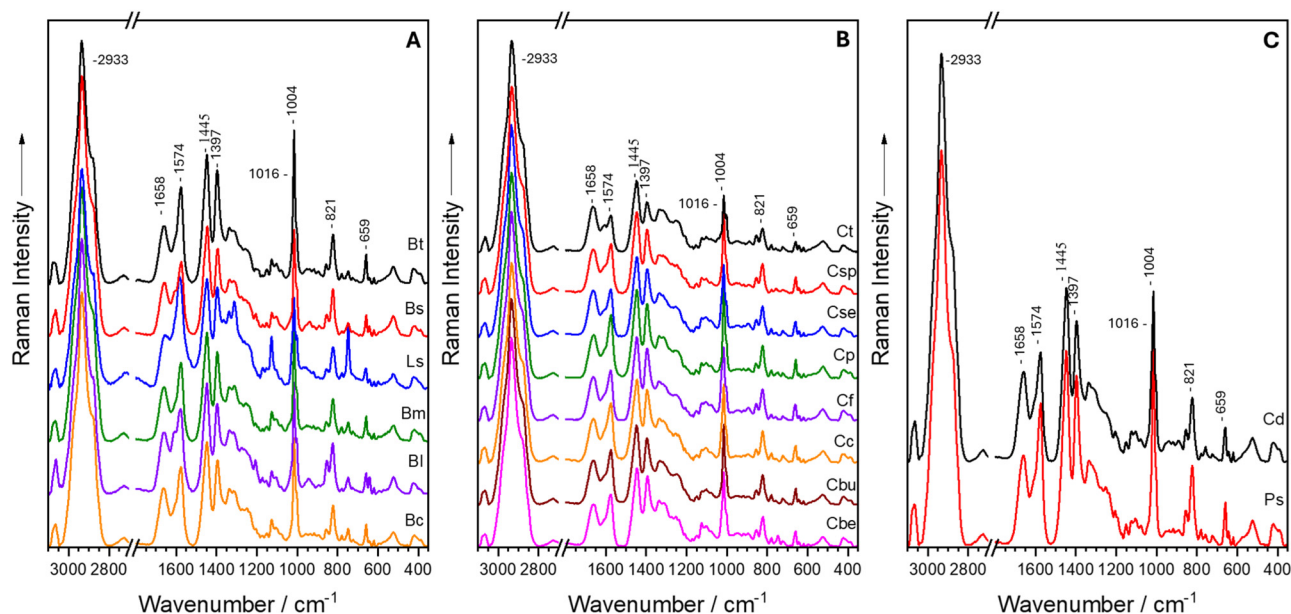 A
Raman Intensity
-2933
- 1658
- 1574
- 1445
- 1397
1016 -
- 1004
- 821
- 659
Bt
Bs
Ls
Bm
Bl
Bc
3000 2800 1600 1400 1200 1000 800 600 400
Wavenumber / cm⁻¹
B
Raman Intensity
-2933
- 1658
- 1574
- 1445
- 1397
1016 -
- 1004
- 821
- 659
Ct
Csp
Cse
Cp
Cf
Cc
Cbu
Cbe
3000 2800 1600 1400 1200 1000 800 600 400
Wavenumber / cm⁻¹
C
Raman Intensity
-2933
- 1658
- 1574
- 1445
- 1397
1016 -
- 1004
- 821
- 659
Cd
Ps
3000 2800 1600 1400 1200 1000 800 600 400
Wavenumber / cm⁻¹